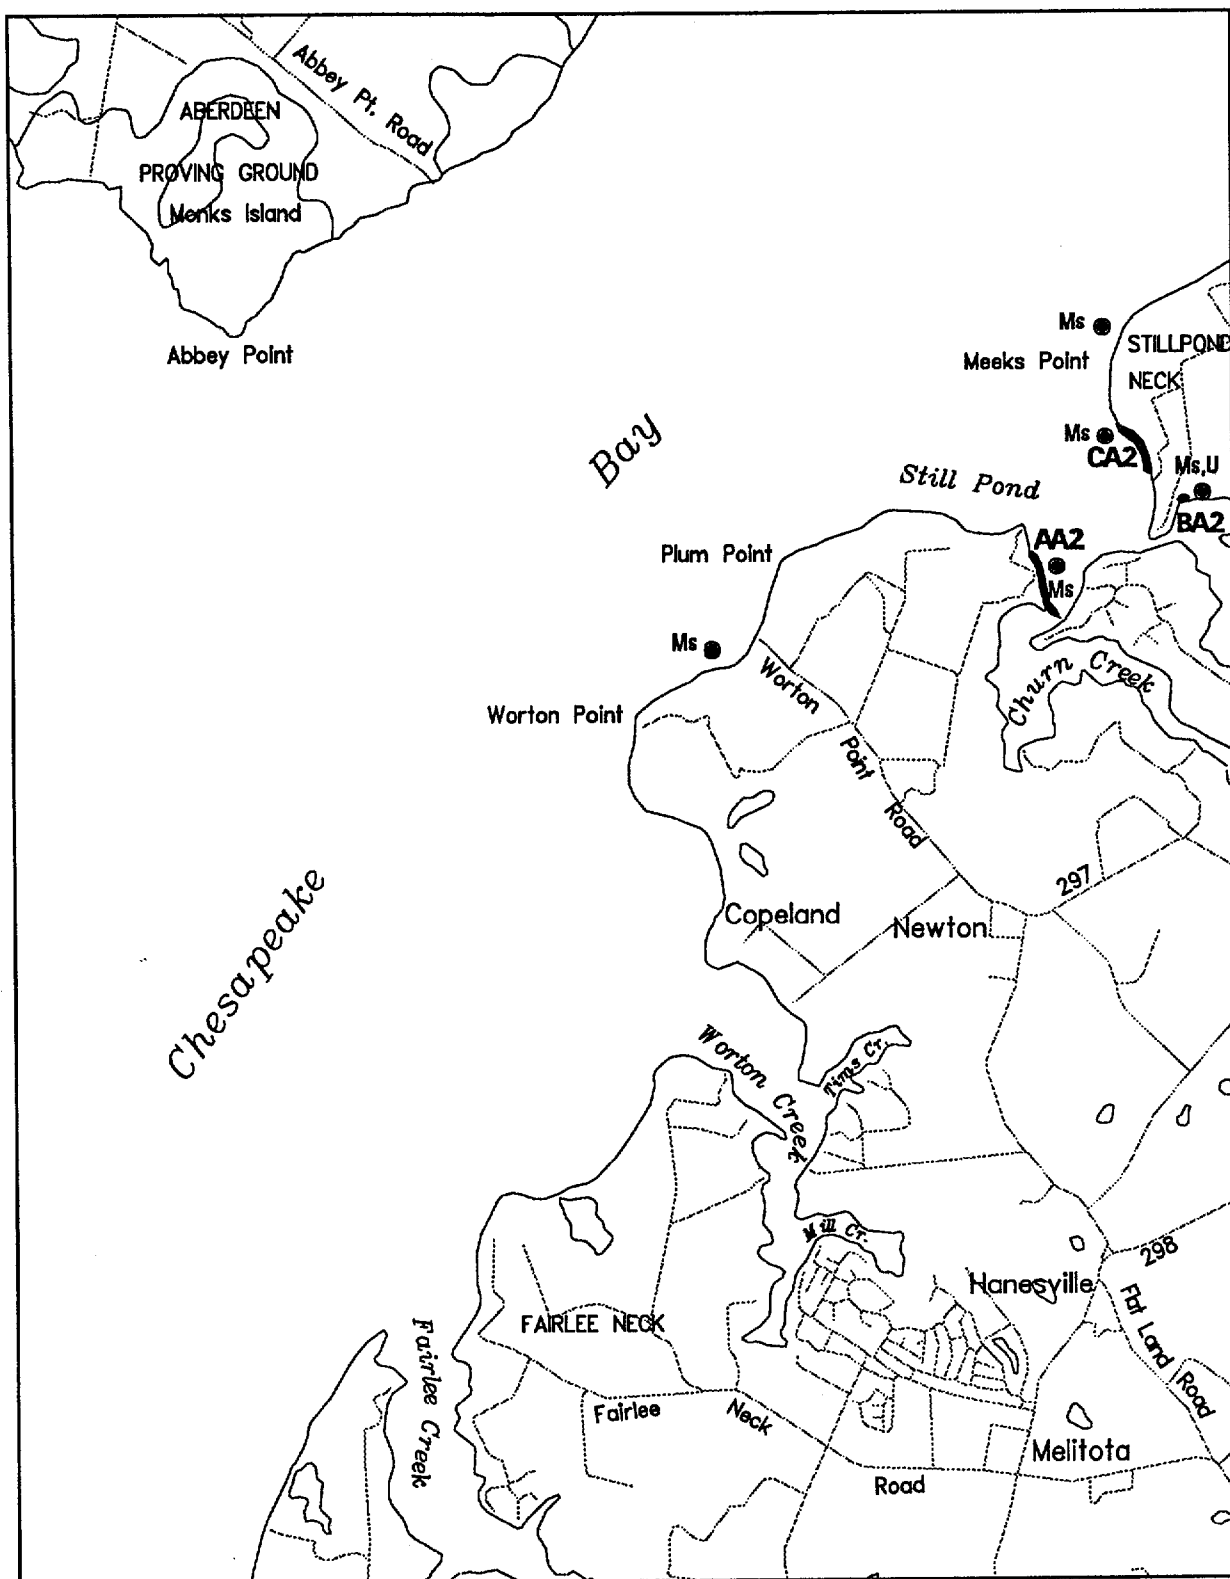 Abbey Pt. Road
ABERDEEN
PROVING GROUND
Monks Island
Abbey Point
Ms
Meeks Point
STILLPOND
NECK
Bay
Ms
CA2
Ms,U
BA2
Still Pond
AA2
Ms
Plum Point
Ms
Worton Point
Churn Creek
Worton Point Road
297
Chesapeake
Copeland
Newton
Worton Creek
Tims Cr.
Mill Cr.
298
Hanesville
Flat Land Road
FAIRLEE NECK
Fairlee Creek
Fairlee Neck Road
Melitota